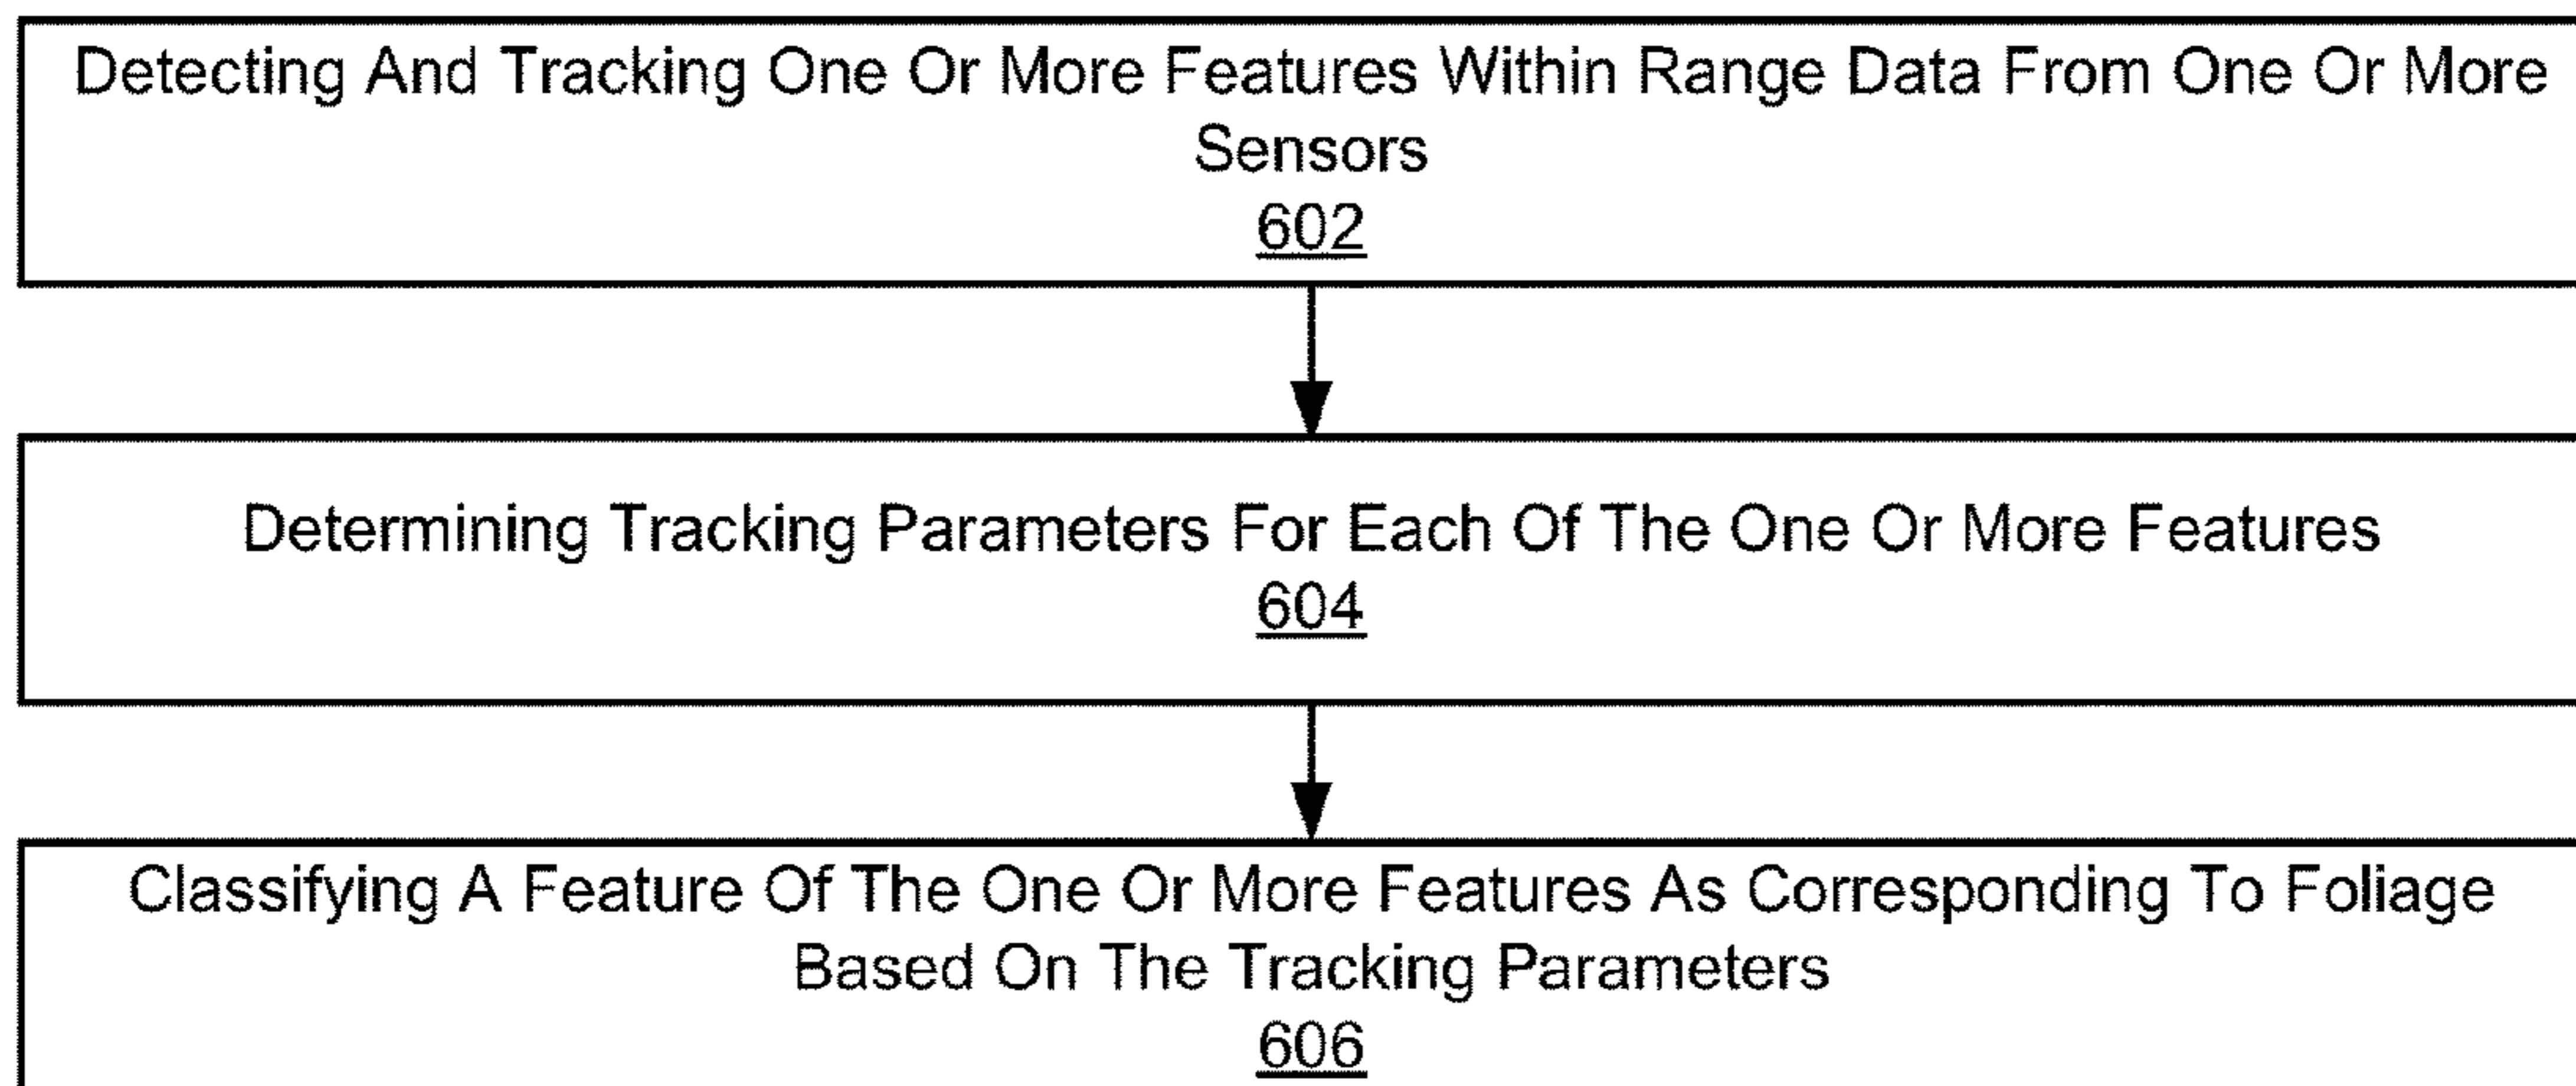 Detecting And Tracking One Or More Features Within Range Data From One Or More
Sensors
602
Determining Tracking Parameters For Each Of The One Or More Features
604
Classifying A Feature Of The One Or More Features As Corresponding To Foliage
Based On The Tracking Parameters
606